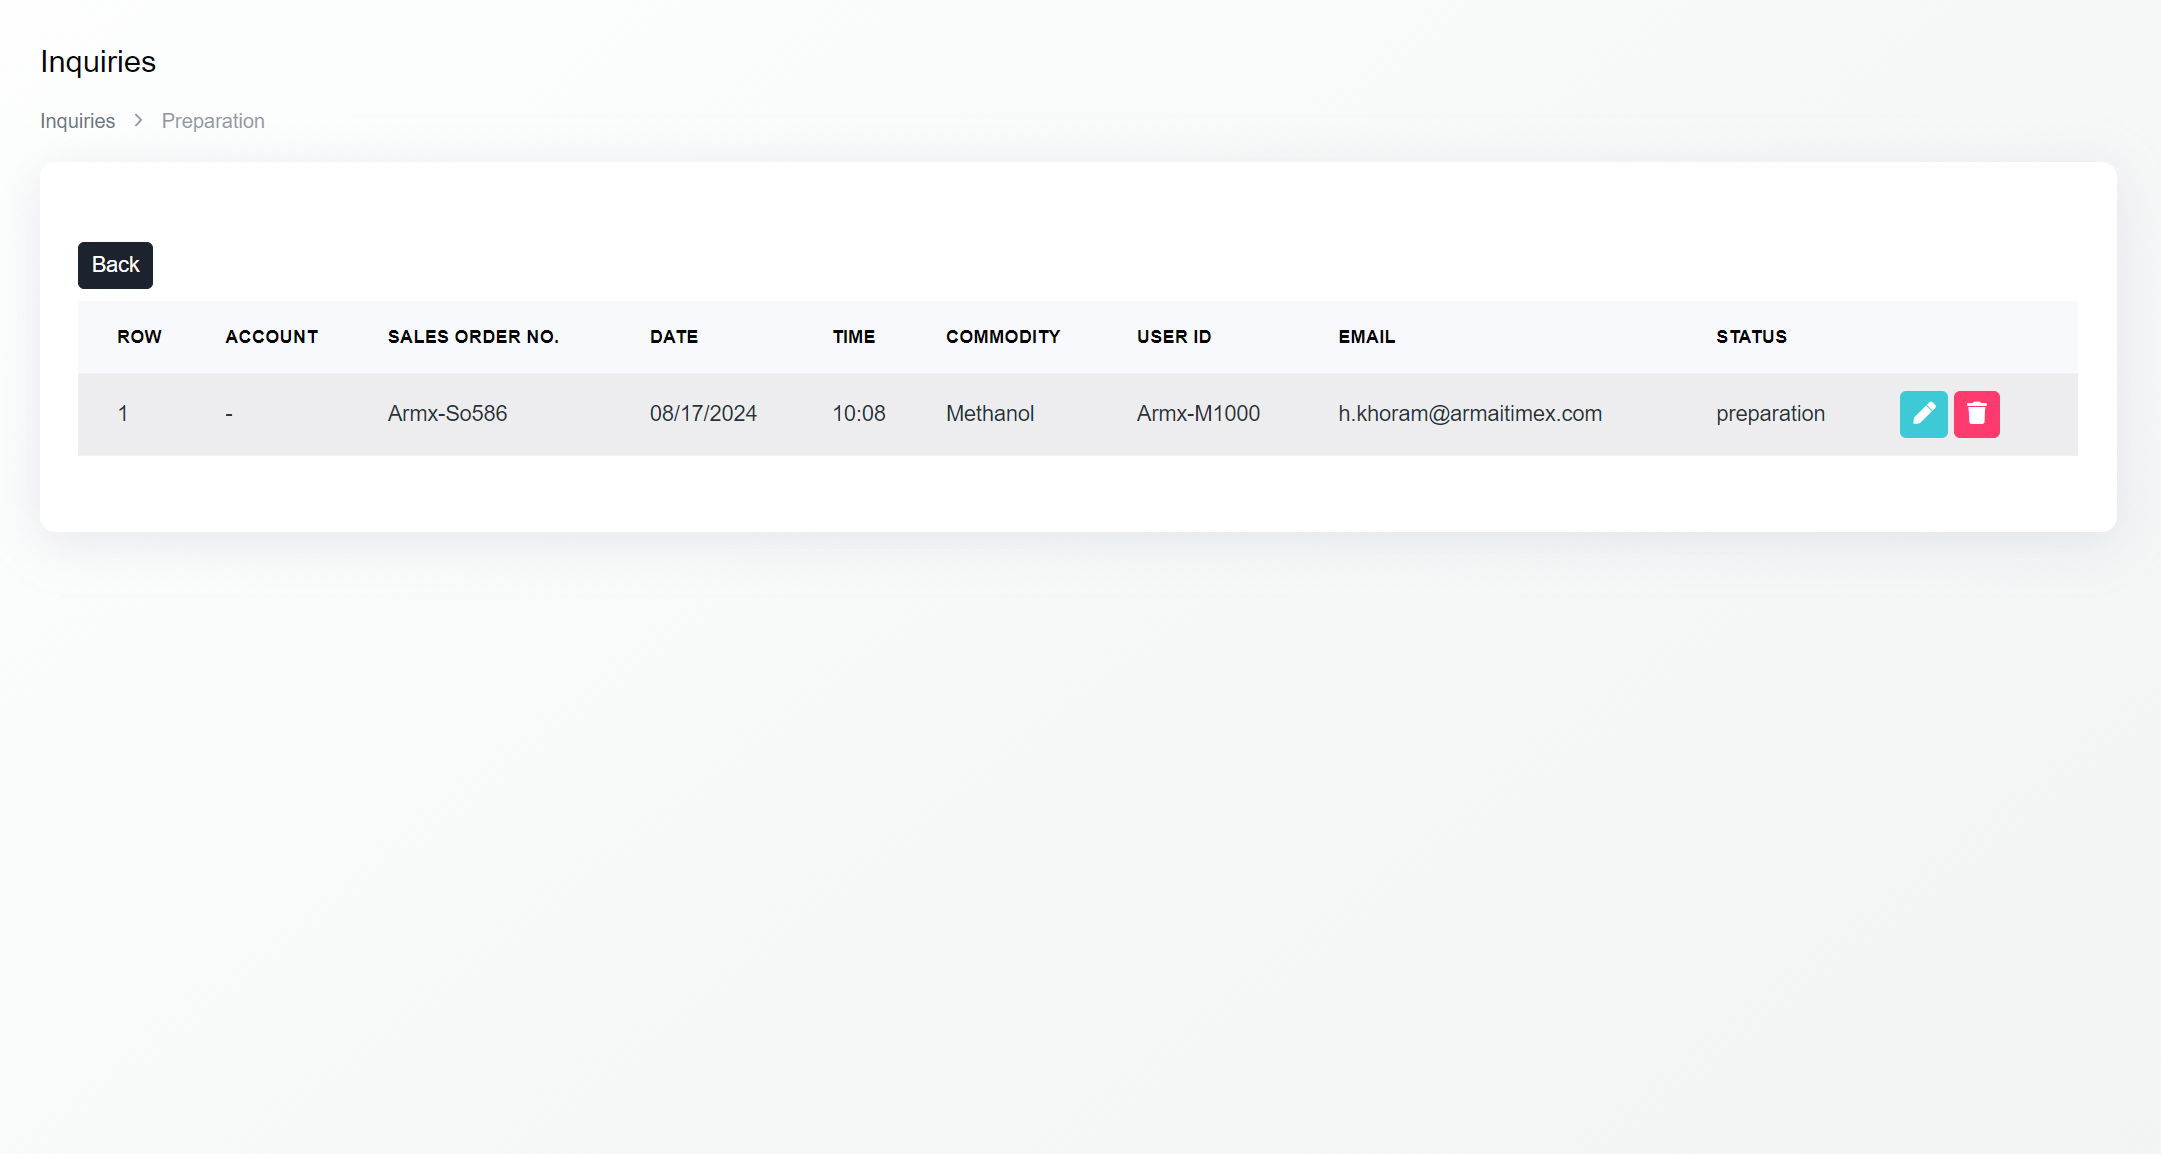 Inquiries
Inquiries > Preparation
Back
ROW ACCOUNT SALES ORDER NO. DATE TIME COMMODITY USER ID EMAIL STATUS
1 - Armx-So586 08/17/2024 10:08 Methanol Armx-M1000 h.khoram@armaitimex.com preparation